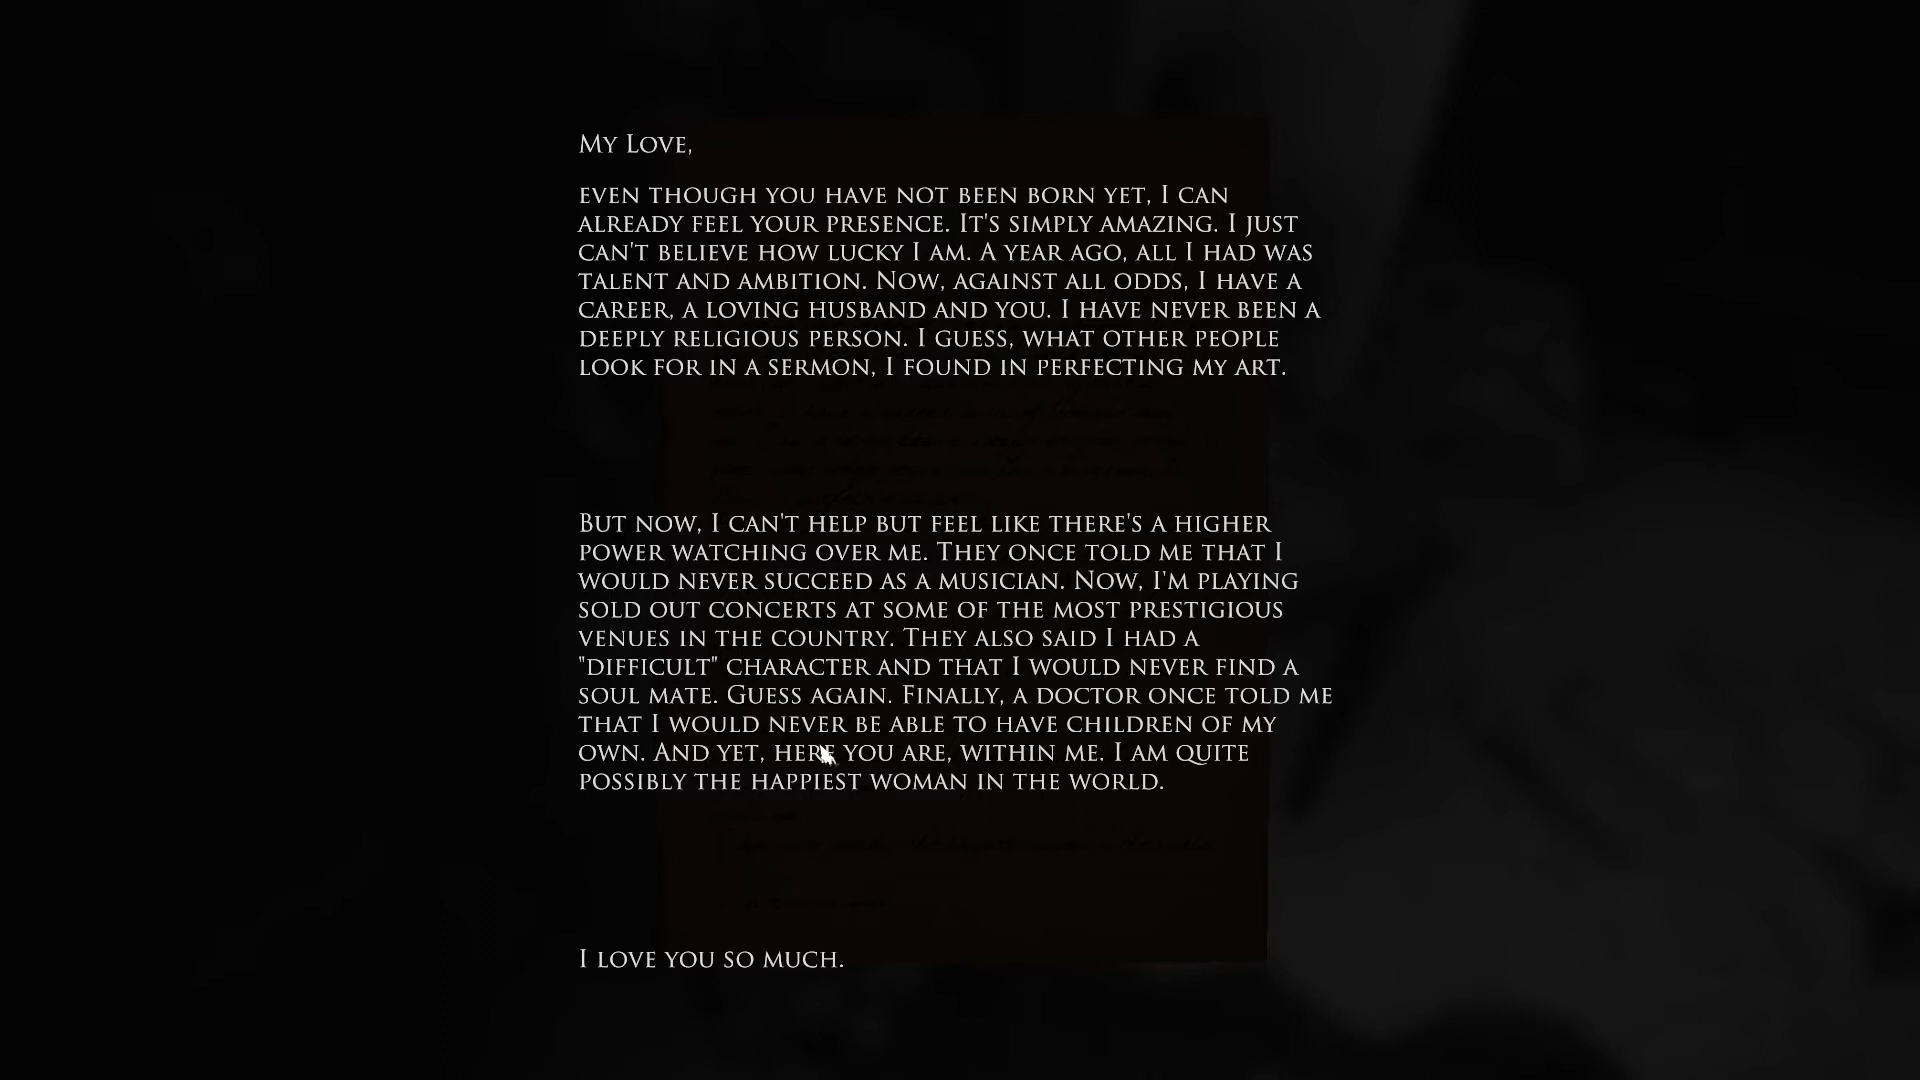 My Love,
even though you have not been born yet, I can
already feel your presence. It's simply amazing. I just
can't believe how lucky I am. A year ago, all I had was
talent and ambition. Now, against all odds, I have a
career, a loving husband and you. I have never been a
deeply religious person. I guess, what other people
look for in a sermon, I found in perfecting my art.
But now, I can't help but feel like there's a higher
power watching over me. They once told me that I
would never succeed as a musician. Now, I'm playing
sold out concerts at some of the most prestigious
venues in the country. They also said I had a
"difficult" character and that I would never find a
soul mate. Guess again. Finally, a doctor once told me
that I would never be able to have children of my
own. And yet, here you are, within me. I am quite
possibly the happiest woman in the world.
I love you so much.